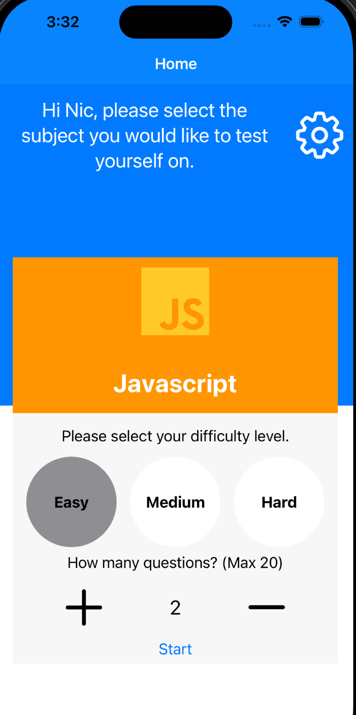 3:32
Home
Hi Nic, please select the
subject you would like to test
yourself on.
JS
Javascript
Please select your difficulty level.
Easy Medium Hard
How many questions? (Max 20)
2
Start